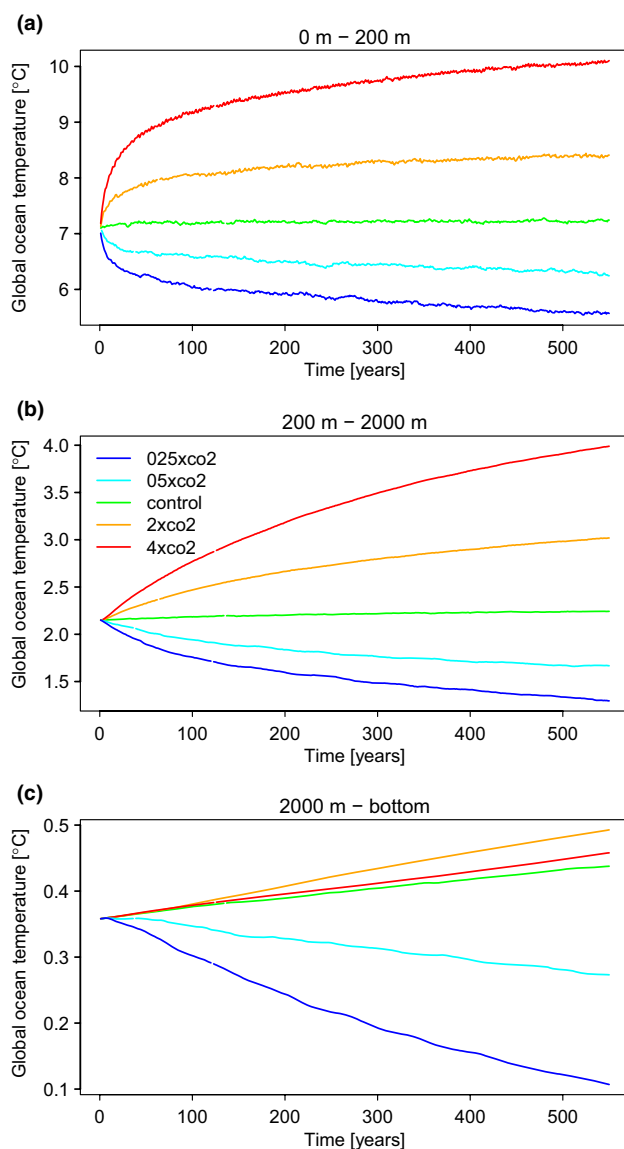 (a)
0 m − 200 m
Global ocean temperature [°C]
10
9
8
7
6
0 100 200 300 400 500
Time [years]
(b)
200 m − 2000 m
Global ocean temperature [°C]
4.0
3.5
3.0
2.5
2.0
1.5
025xco2
05xco2
control
2xco2
4xco2
0 100 200 300 400 500
Time [years]
(c)
2000 m − bottom
Global ocean temperature [°C]
0.5
0.4
0.3
0.2
0.1
0 100 200 300 400 500
Time [years]